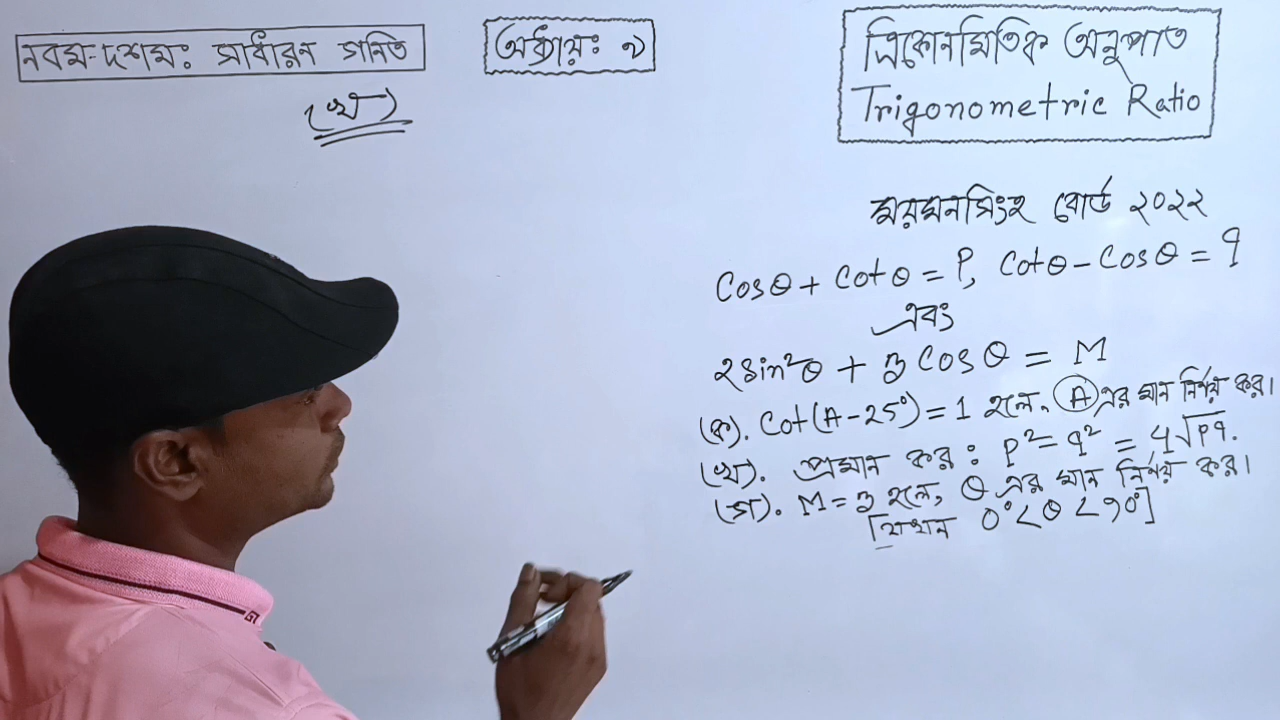 নবম-দশমঃ সাধারন গনিত
অধ্যায়ঃ ৯
ত্রিকোনমিতিক অনুপাত
Trigonometric Ratio
(খ)
ময়মনসিংহ বোর্ড ২০২২
Cosθ + Cotθ = P, Cotθ - Cosθ = q
এবং
2Sin²θ + 3Cosθ = M
(ক). Cot(A-25°) = 1 হলে, A এর মান নির্ণয় কর।
(খ). প্রমান কর: P² - q² = 4√Pq.
(গ). M = 3 হলে, θ এর মান নির্ণয় কর।
[যেখানে 0° < θ < 90°]